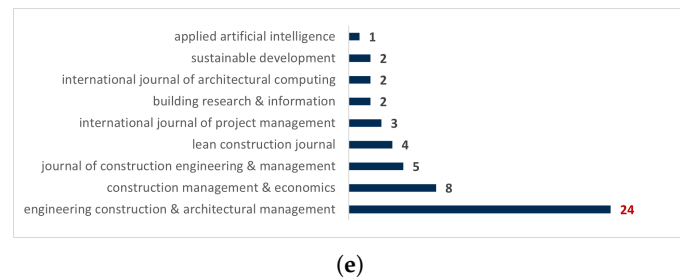 applied artificial intelligence 1
sustainable development 2
international journal of architectural computing 2
building research & information 2
international journal of project management 3
lean construction journal 4
journal of construction engineering & management 5
construction management & economics 8
engineering construction & architectural management 24
(e)